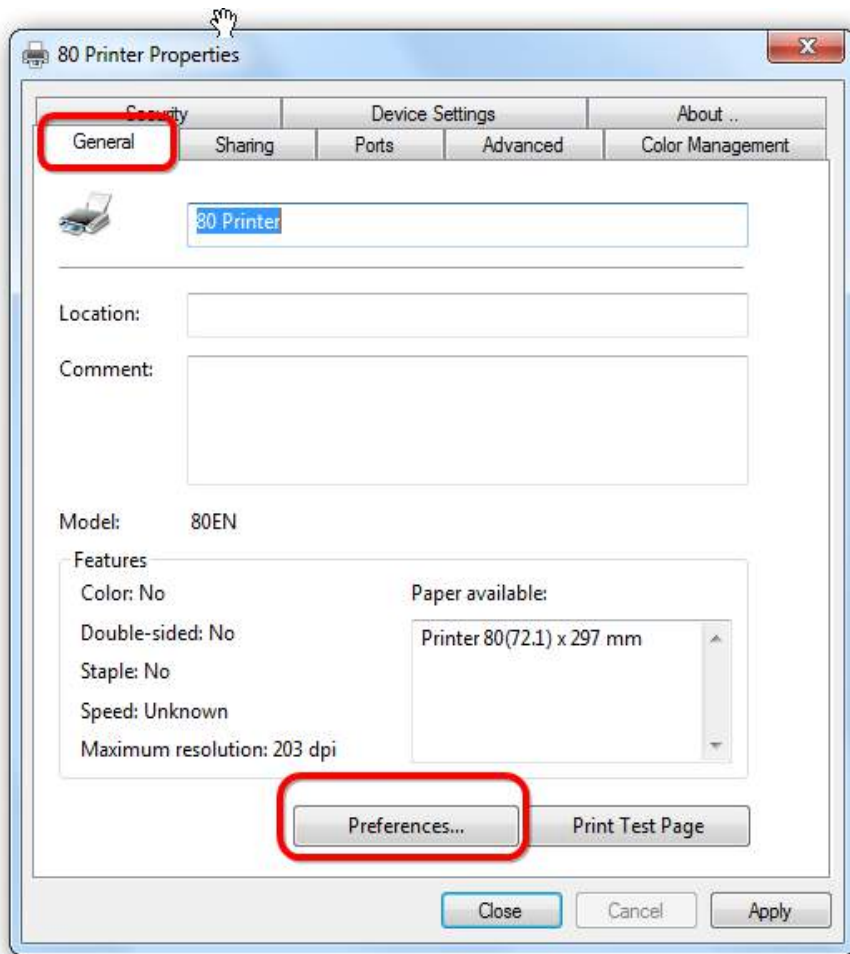 80 Printer Properties
Security Device Settings About ..
General Sharing Ports Advanced Color Management
80 Printer
Location:
Comment:
Model: 80EN
Features
Color: No Paper available:
Double-sided: No Printer 80(72.1) x 297 mm
Staple: No
Speed: Unknown
Maximum resolution: 203 dpi
Preferences... Print Test Page
Close Cancel Apply